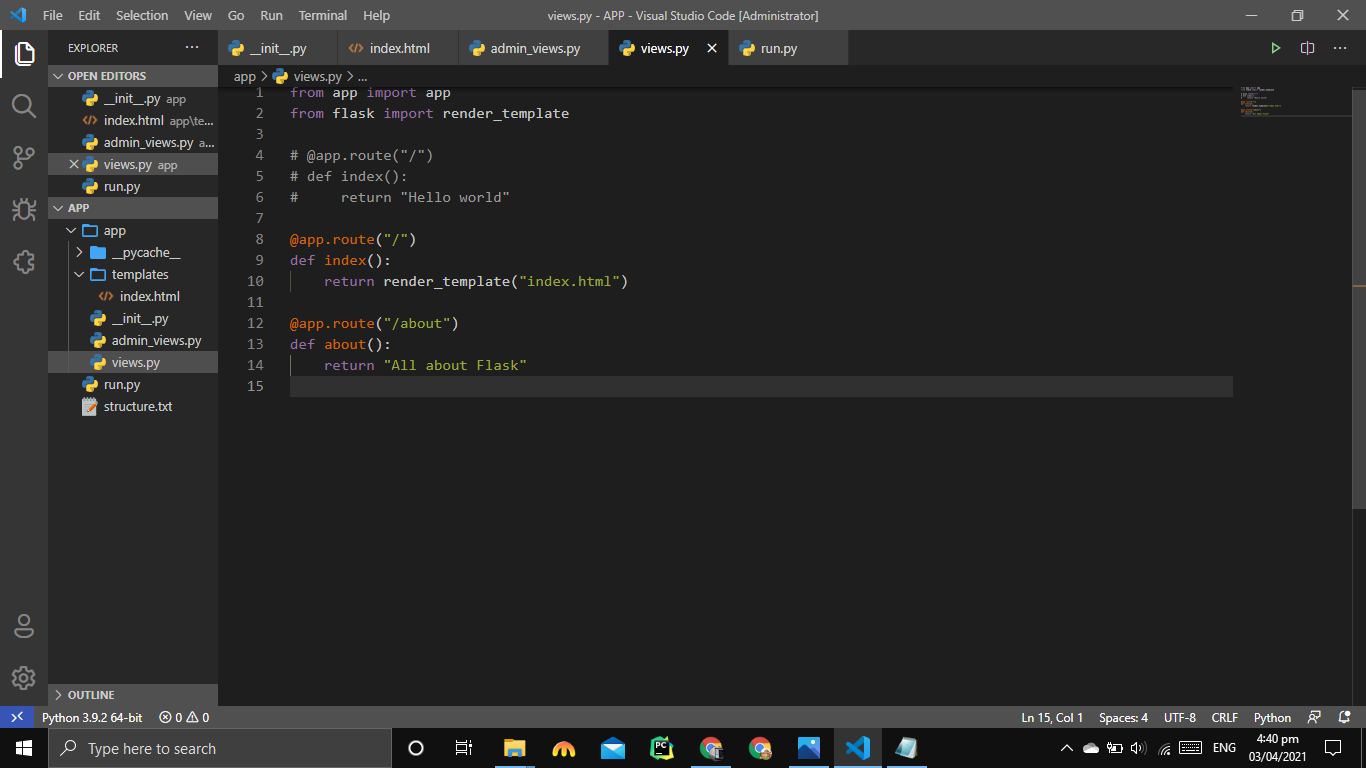 File Edit Selection View Go Run Terminal Help
views.py - APP - Visual Studio Code [Administrator]
EXPLORER ...
OPEN EDITORS
__init__.py app
index.html app\te...
admin_views.py a...
views.py app
run.py
APP
app
__pycache__
templates
index.html
__init__.py
admin_views.py
views.py
run.py
structure.txt
OUTLINE
__init__.py index.html admin_views.py views.py run.py
app > views.py > ...
1 from app import app
2 from flask import render_template
3
4 # @app.route("/")
5 # def index():
6 #     return "Hello world"
7
8 @app.route("/")
9 def index():
10     return render_template("index.html")
11
12 @app.route("/about")
13 def about():
14     return "All about Flask"
15
Python 3.9.2 64-bit 0 0
Ln 15, Col 1 Spaces: 4 UTF-8 CRLF Python
Type here to search
PC
ENG
4:40 pm
03/04/2021